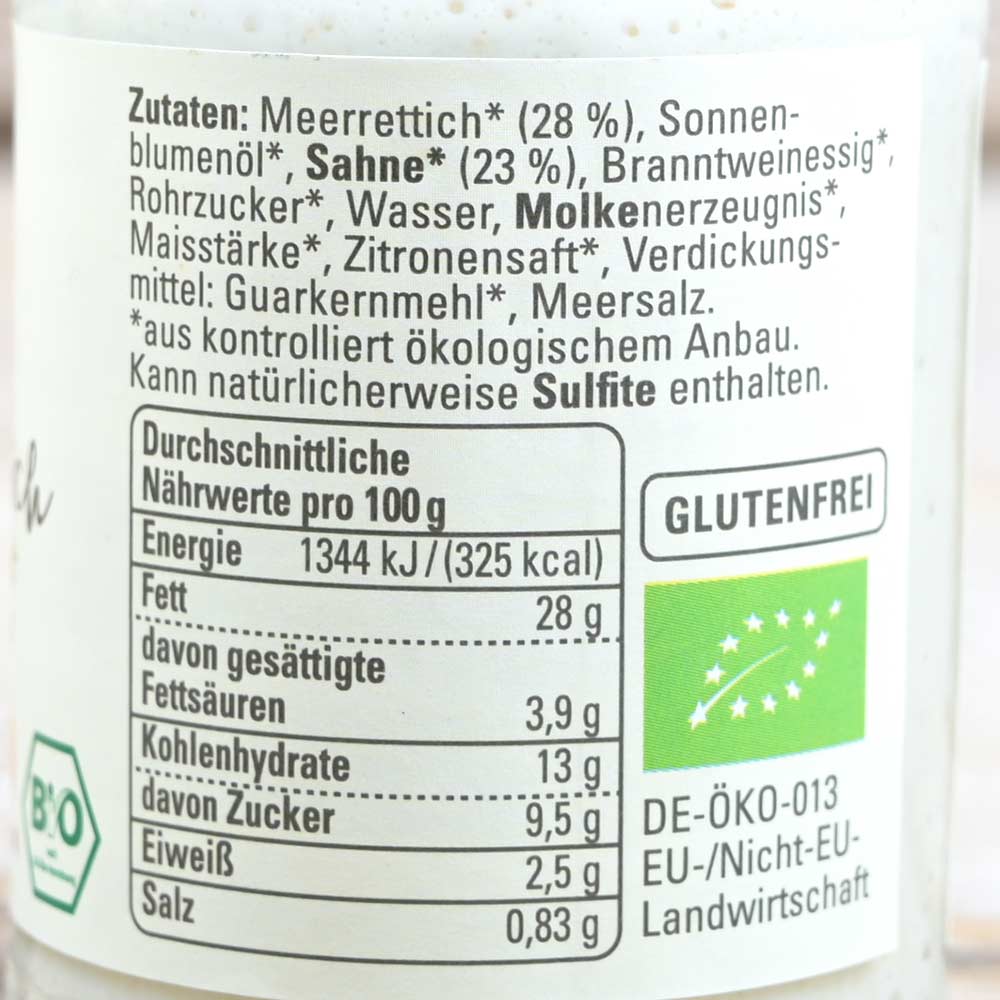 Zutaten: Meerrettich* (28 %), Sonnen-
blumenöl*, Sahne* (23 %), Branntweinessig*,
Rohrzucker*, Wasser, Molkenerzeugnis*,
Maisstärke*, Zitronensaft*, Verdickungs-
mittel: Guarkernmehl*, Meersalz.
*aus kontrolliert ökologischem Anbau.
Kann natürlicherweise Sulfite enthalten.
Durchschnittliche
Nährwerte pro 100 g
Energie 1344 kJ/(325 kcal)
Fett 28 g
davon gesättigte
Fettsäuren 3,9 g
Kohlenhydrate 13 g
davon Zucker 9,5 g
Eiweiß 2,5 g
Salz 0,83 g
GLUTENFREI
DE-ÖKO-013
EU-/Nicht-EU-
Landwirtschaft
ch
BIO